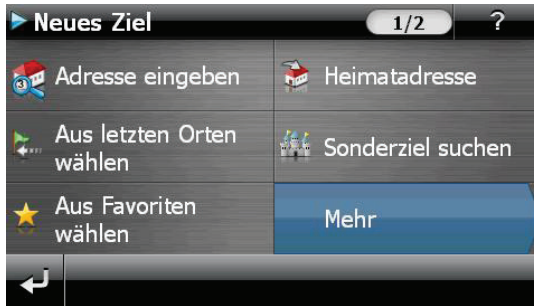 Neues Ziel 1/2 ?
Adresse eingeben
Heimatadresse
Aus letzten Orten
wählen
Sonderziel suchen
Aus Favoriten
wählen
Mehr